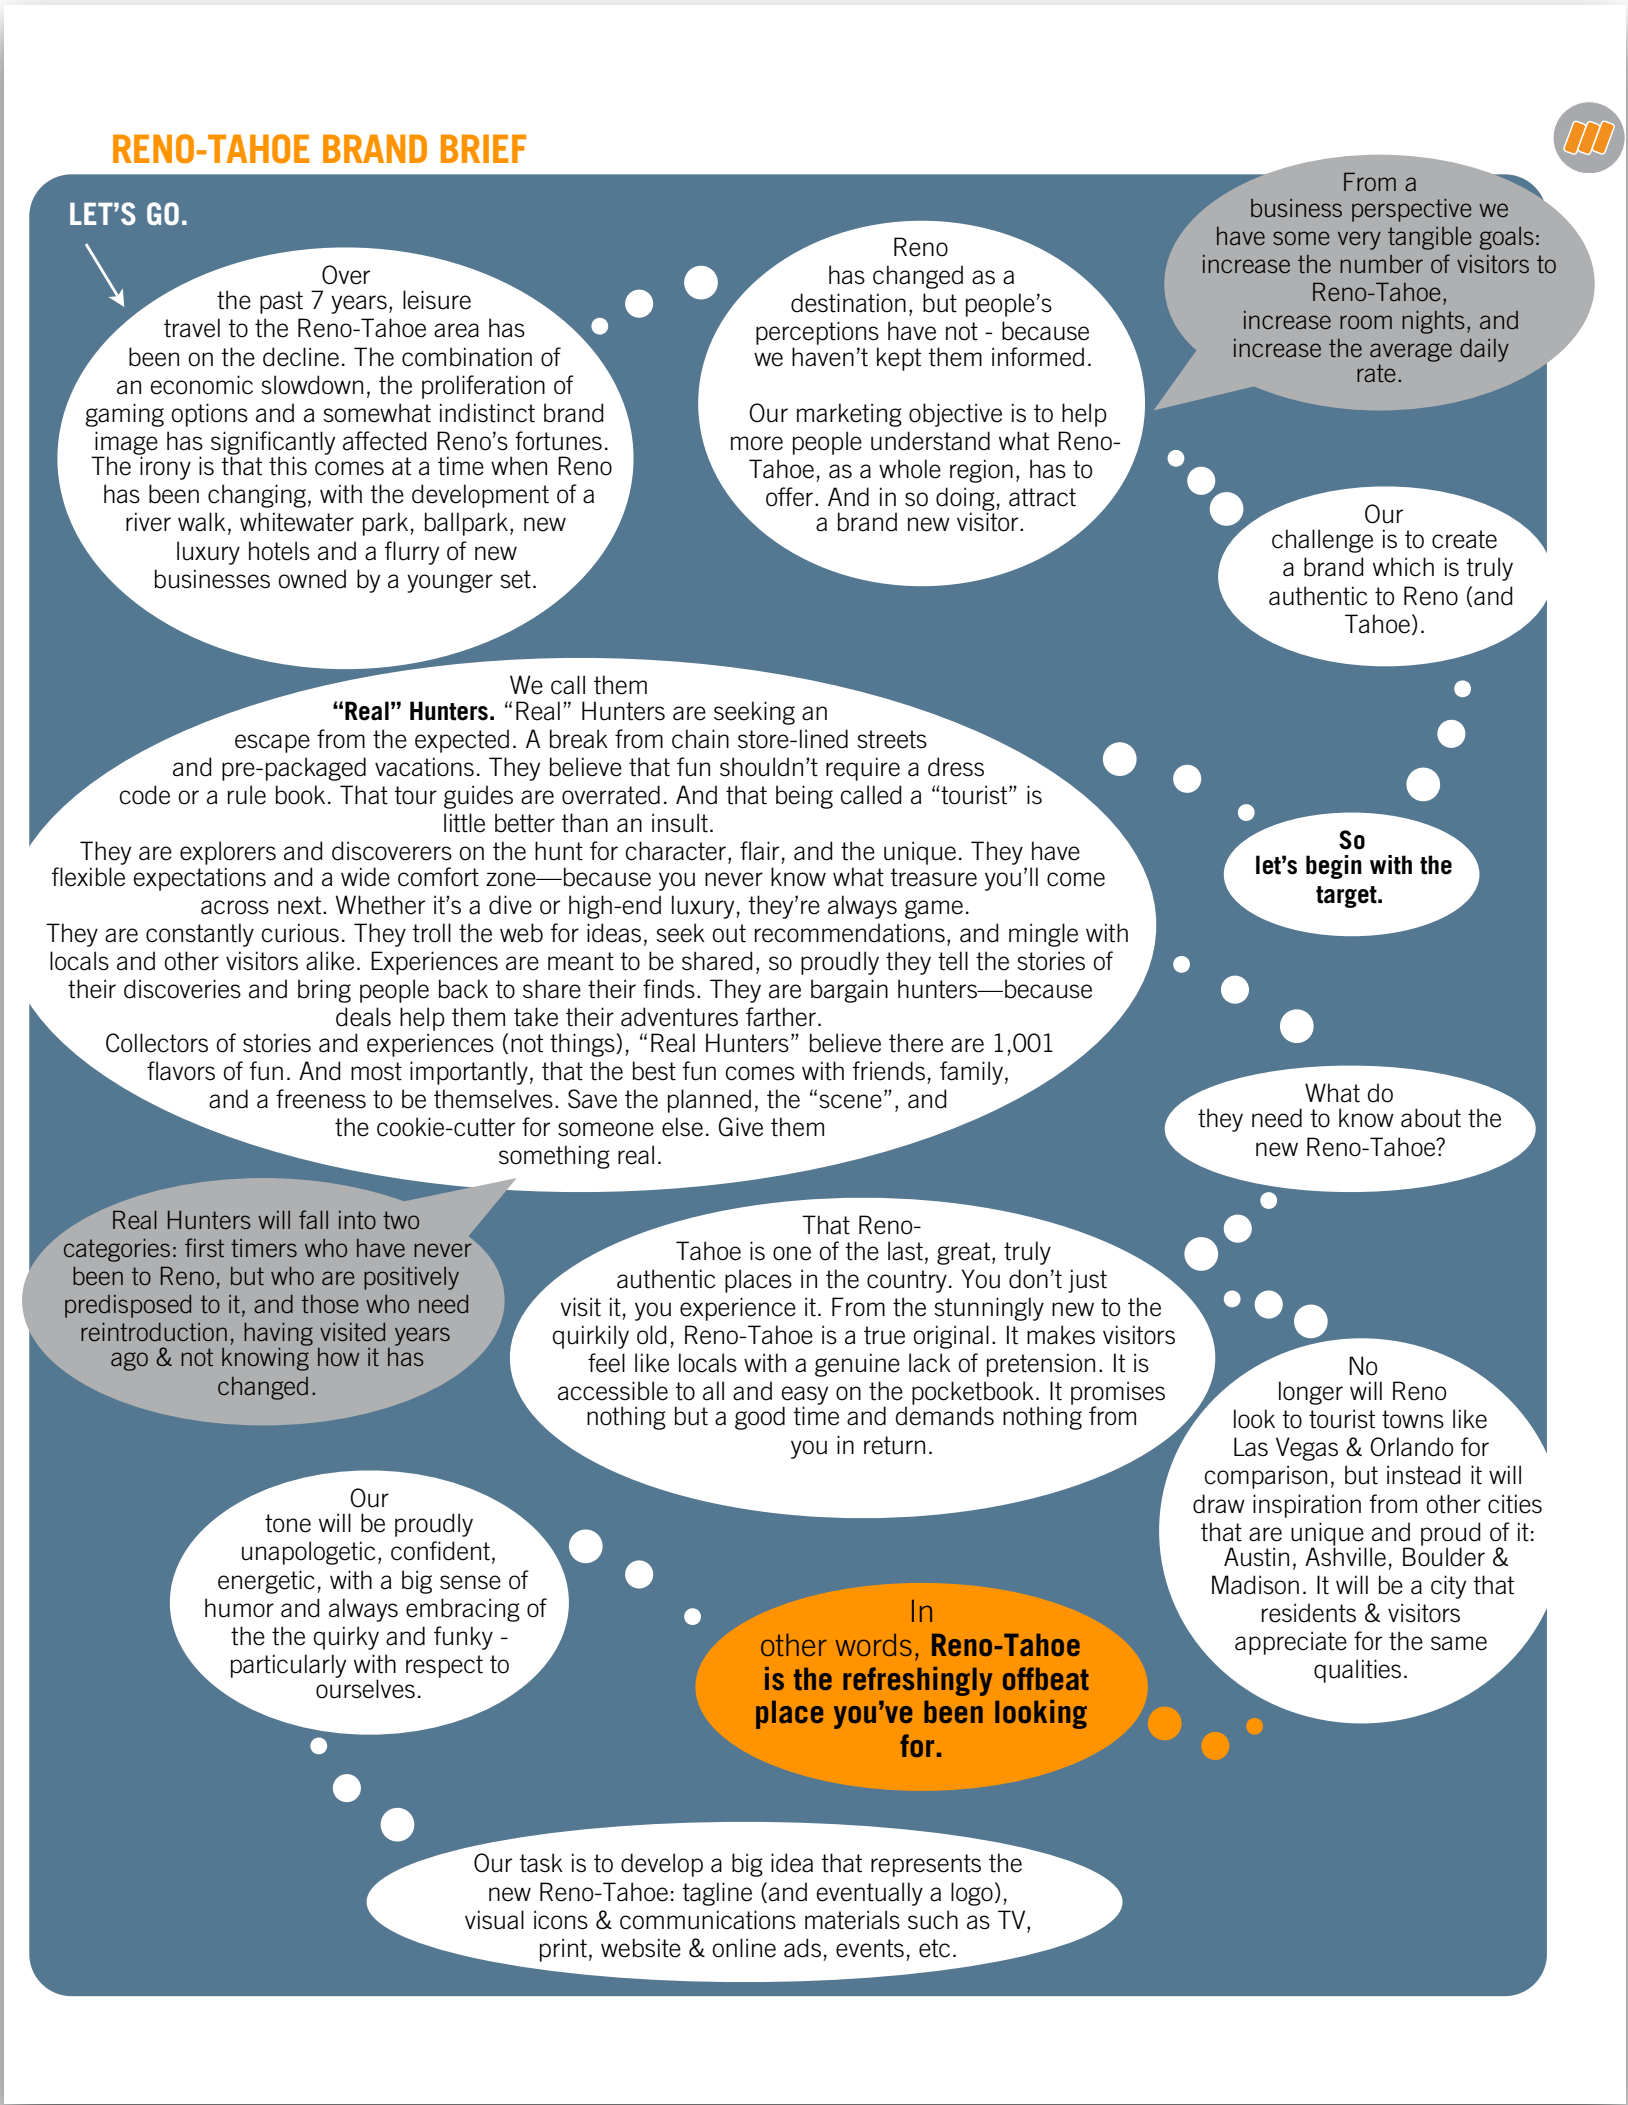 RENO-TAHOE BRAND BRIEF
LET'S GO.
Over
the past 7 years, leisure
travel to the Reno-Tahoe area has
been on the decline. The combination of
an economic slowdown, the proliferation of
gaming options and a somewhat indistinct brand
image has significantly affected Reno's fortunes.
The irony is that this comes at a time when Reno
has been changing, with the development of a
river walk, whitewater park, ballpark, new
luxury hotels and a flurry of new
businesses owned by a younger set.
Reno
has changed as a
destination, but people's
perceptions have not - because
we haven't kept them informed.
Our marketing objective is to help
more people understand what Reno-
Tahoe, as a whole region, has to
offer. And in so doing, attract
a brand new visitor.
From a
business perspective we
have some very tangible goals:
increase the number of visitors to
Reno-Tahoe,
increase room nights, and
increase the average daily
rate.
Our
challenge is to create
a brand which is truly
authentic to Reno (and
Tahoe).
So
let's begin with the
target.
We call them
“Real” Hunters. “Real” Hunters are seeking an
escape from the expected. A break from chain store-lined streets
and pre-packaged vacations. They believe that fun shouldn't require a dress
code or a rule book. That tour guides are overrated. And that being called a “tourist” is
little better than an insult.
They are explorers and discoverers on the hunt for character, flair, and the unique. They have
flexible expectations and a wide comfort zone—because you never know what treasure you'll come
across next. Whether it's a dive or high-end luxury, they're always game.
They are constantly curious. They troll the web for ideas, seek out recommendations, and mingle with
locals and other visitors alike. Experiences are meant to be shared, so proudly they tell the stories of
their discoveries and bring people back to share their finds. They are bargain hunters—because
deals help them take their adventures farther.
Collectors of stories and experiences (not things), “Real Hunters” believe there are 1,001
flavors of fun. And most importantly, that the best fun comes with friends, family,
and a freeness to be themselves. Save the planned, the “scene”, and
the cookie-cutter for someone else. Give them
something real.
Real Hunters will fall into two
categories: first timers who have never
been to Reno, but who are positively
predisposed to it, and those who need
reintroduction, having visited years
ago & not knowing how it has
changed.
What do
they need to know about the
new Reno-Tahoe?
That Reno-
Tahoe is one of the last, great, truly
authentic places in the country. You don't just
visit it, you experience it. From the stunningly new to the
quirkily old, Reno-Tahoe is a true original. It makes visitors
feel like locals with a genuine lack of pretension. It is
accessible to all and easy on the pocketbook. It promises
nothing but a good time and demands nothing from
you in return.
No
longer will Reno
look to tourist towns like
Las Vegas & Orlando for
comparison, but instead it will
draw inspiration from other cities
that are unique and proud of it:
Austin, Ashville, Boulder &
Madison. It will be a city that
residents & visitors
appreciate for the same
qualities.
In
other words, Reno-Tahoe
is the refreshingly offbeat
place you've been looking
for.
Our
tone will be proudly
unapologetic, confident,
energetic, with a big sense of
humor and always embracing of
the the quirky and funky -
particularly with respect to
ourselves.
Our task is to develop a big idea that represents the
new Reno-Tahoe: tagline (and eventually a logo),
visual icons & communications materials such as TV,
print, website & online ads, events, etc.